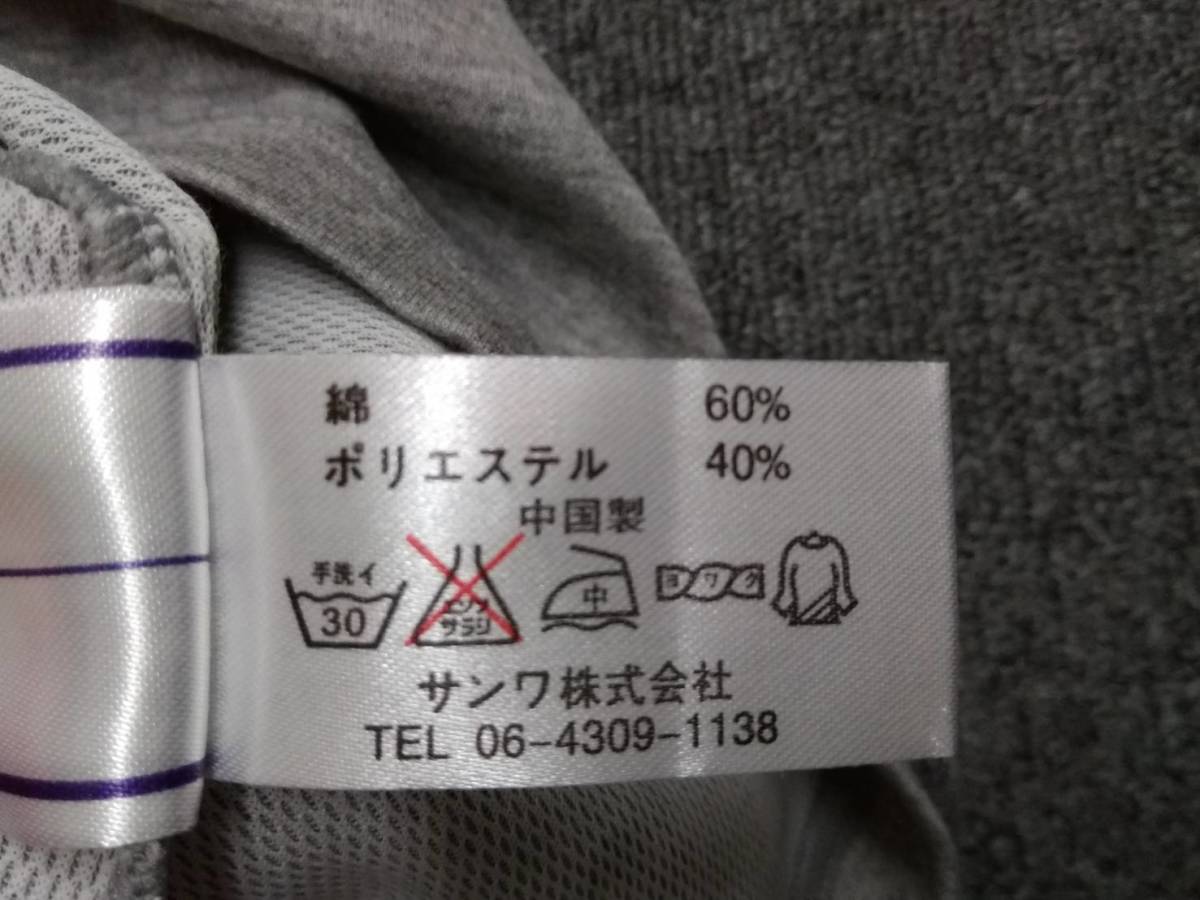 綿 60%
ポリエステル 40%
中国製
手洗イ
30
エンソ
サラシ
中
ヨワク
サンワ株式会社
TEL 06-4309-1138